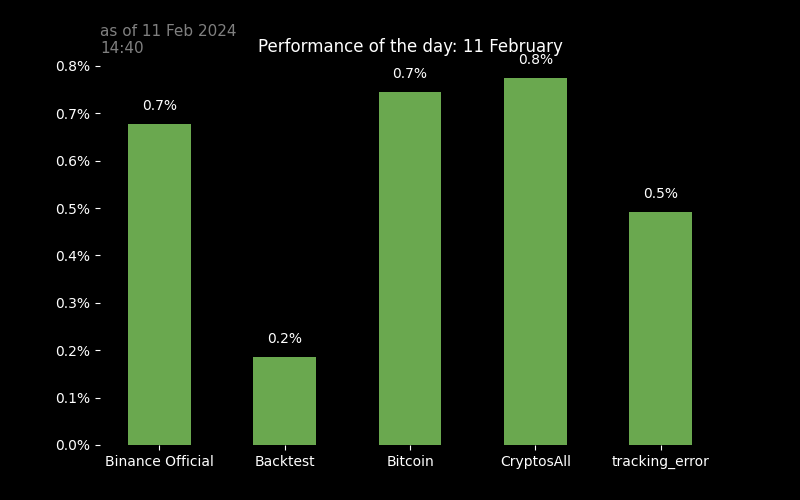 as of 11 Feb 2024
14:40
Performance of the day: 11 February
0.8%
0.7%
0.6%
0.5%
0.4%
0.3%
0.2%
0.1%
0.0%
0.7%
0.2%
0.7%
0.8%
0.5%
Binance Official
Backtest
Bitcoin
CryptosAll
tracking_error